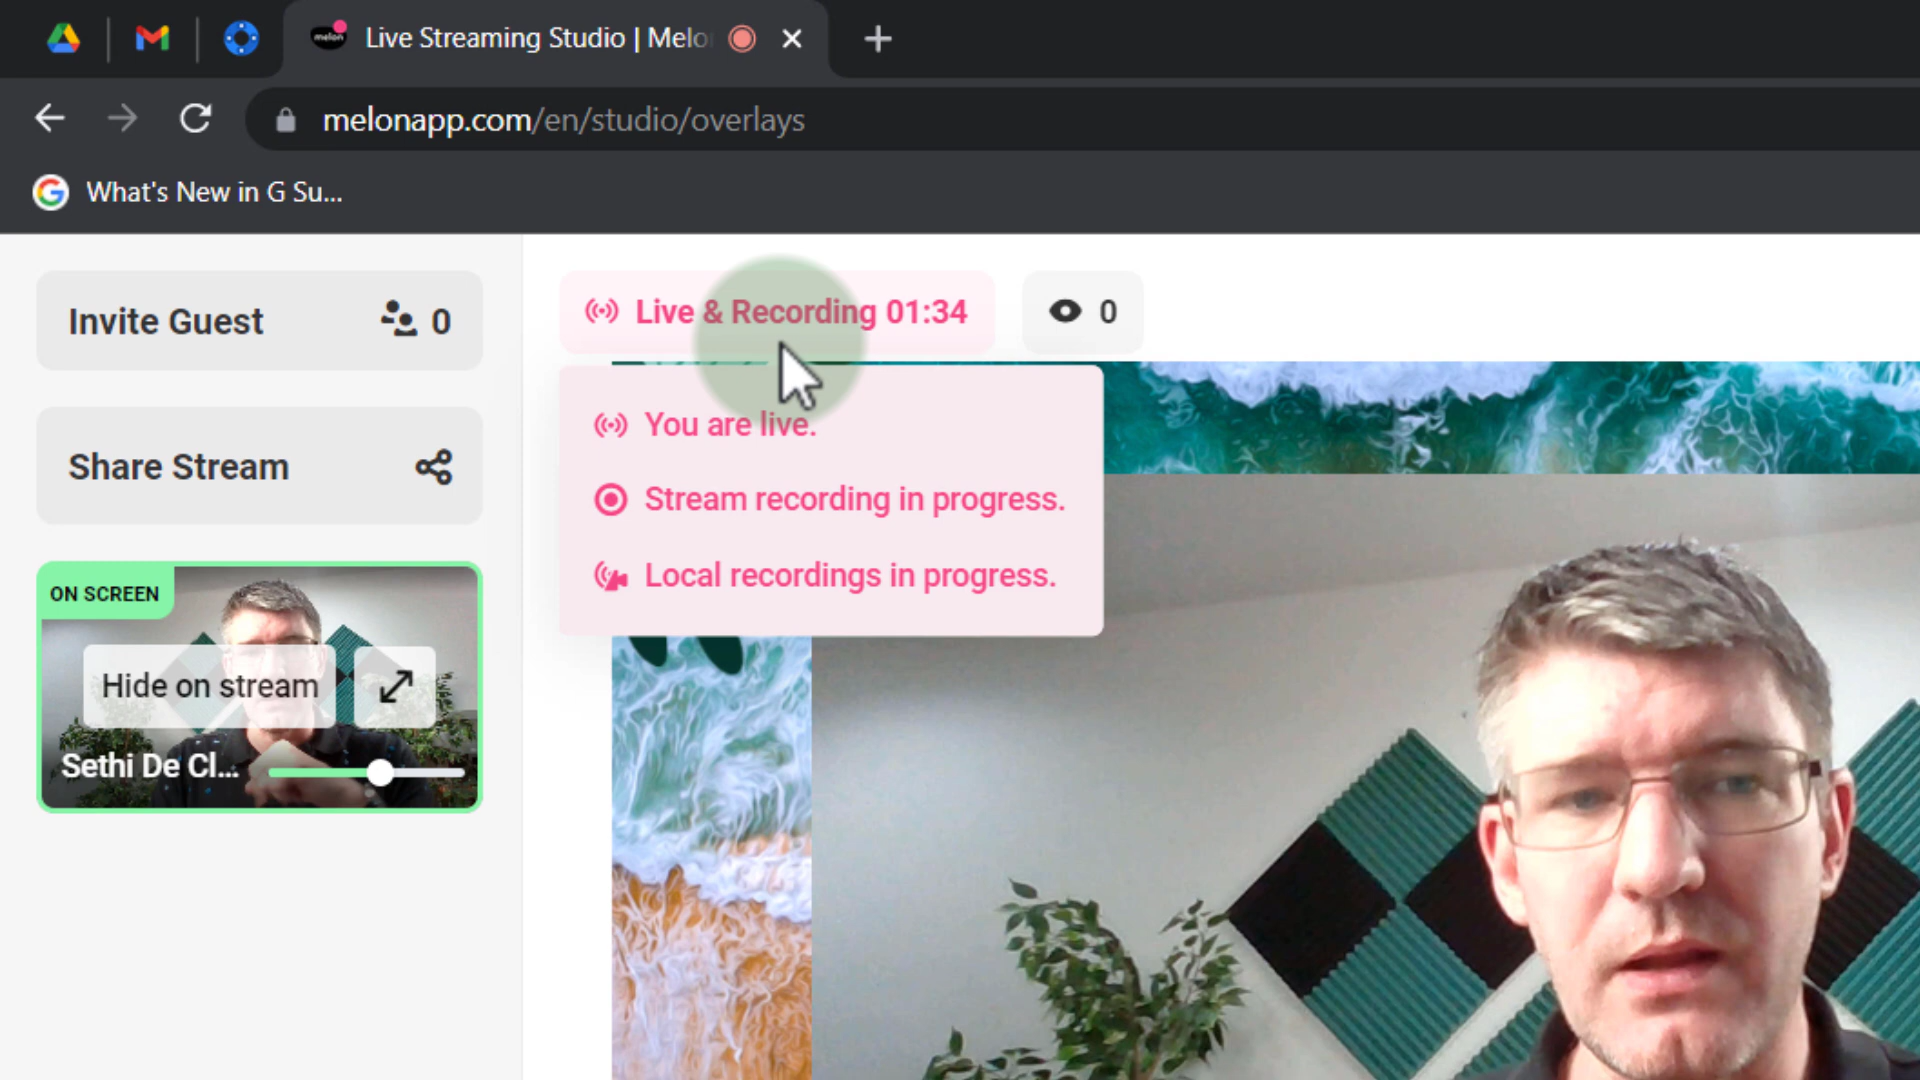 melon
Live Streaming Studio | Melo
melonapp.com/en/studio/overlays
What's New in G Su...
Invite Guest 0
Live & Recording 01:34
0
You are live.
Share Stream
Stream recording in progress.
Local recordings in progress.
ON SCREEN
Hide on stream
Sethi De Cl...